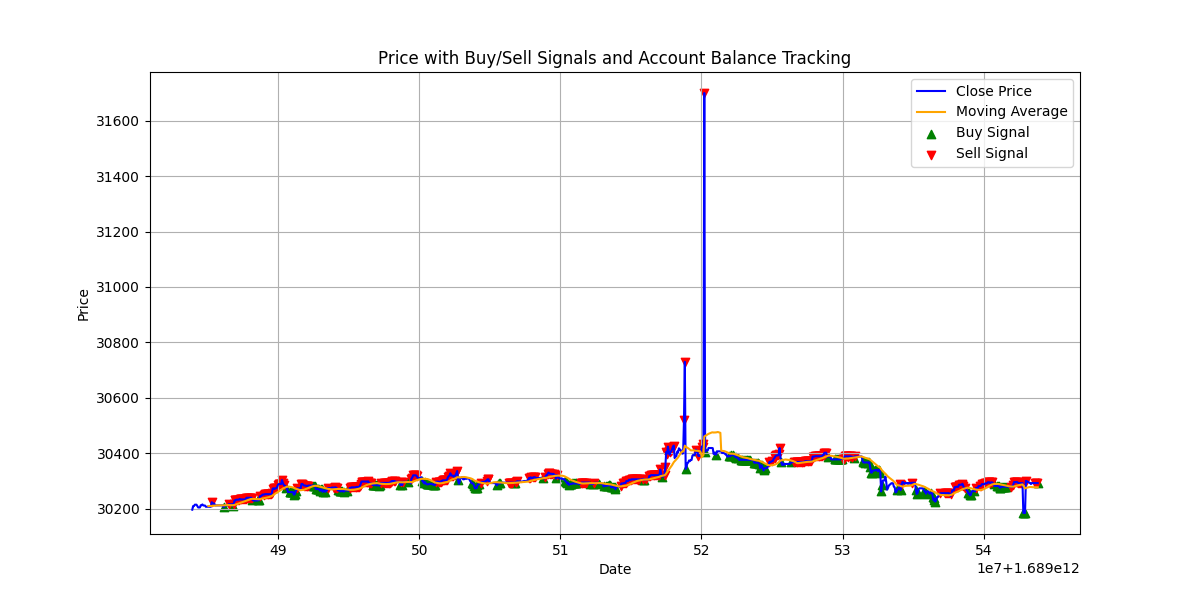 Price with Buy/Sell Signals and Account Balance Tracking
Close Price
Moving Average
Buy Signal
Sell Signal
Price
31600
31400
31200
31000
30800
30600
30400
30200
49 50 51 52 53 54
Date
1e7+1.689e12